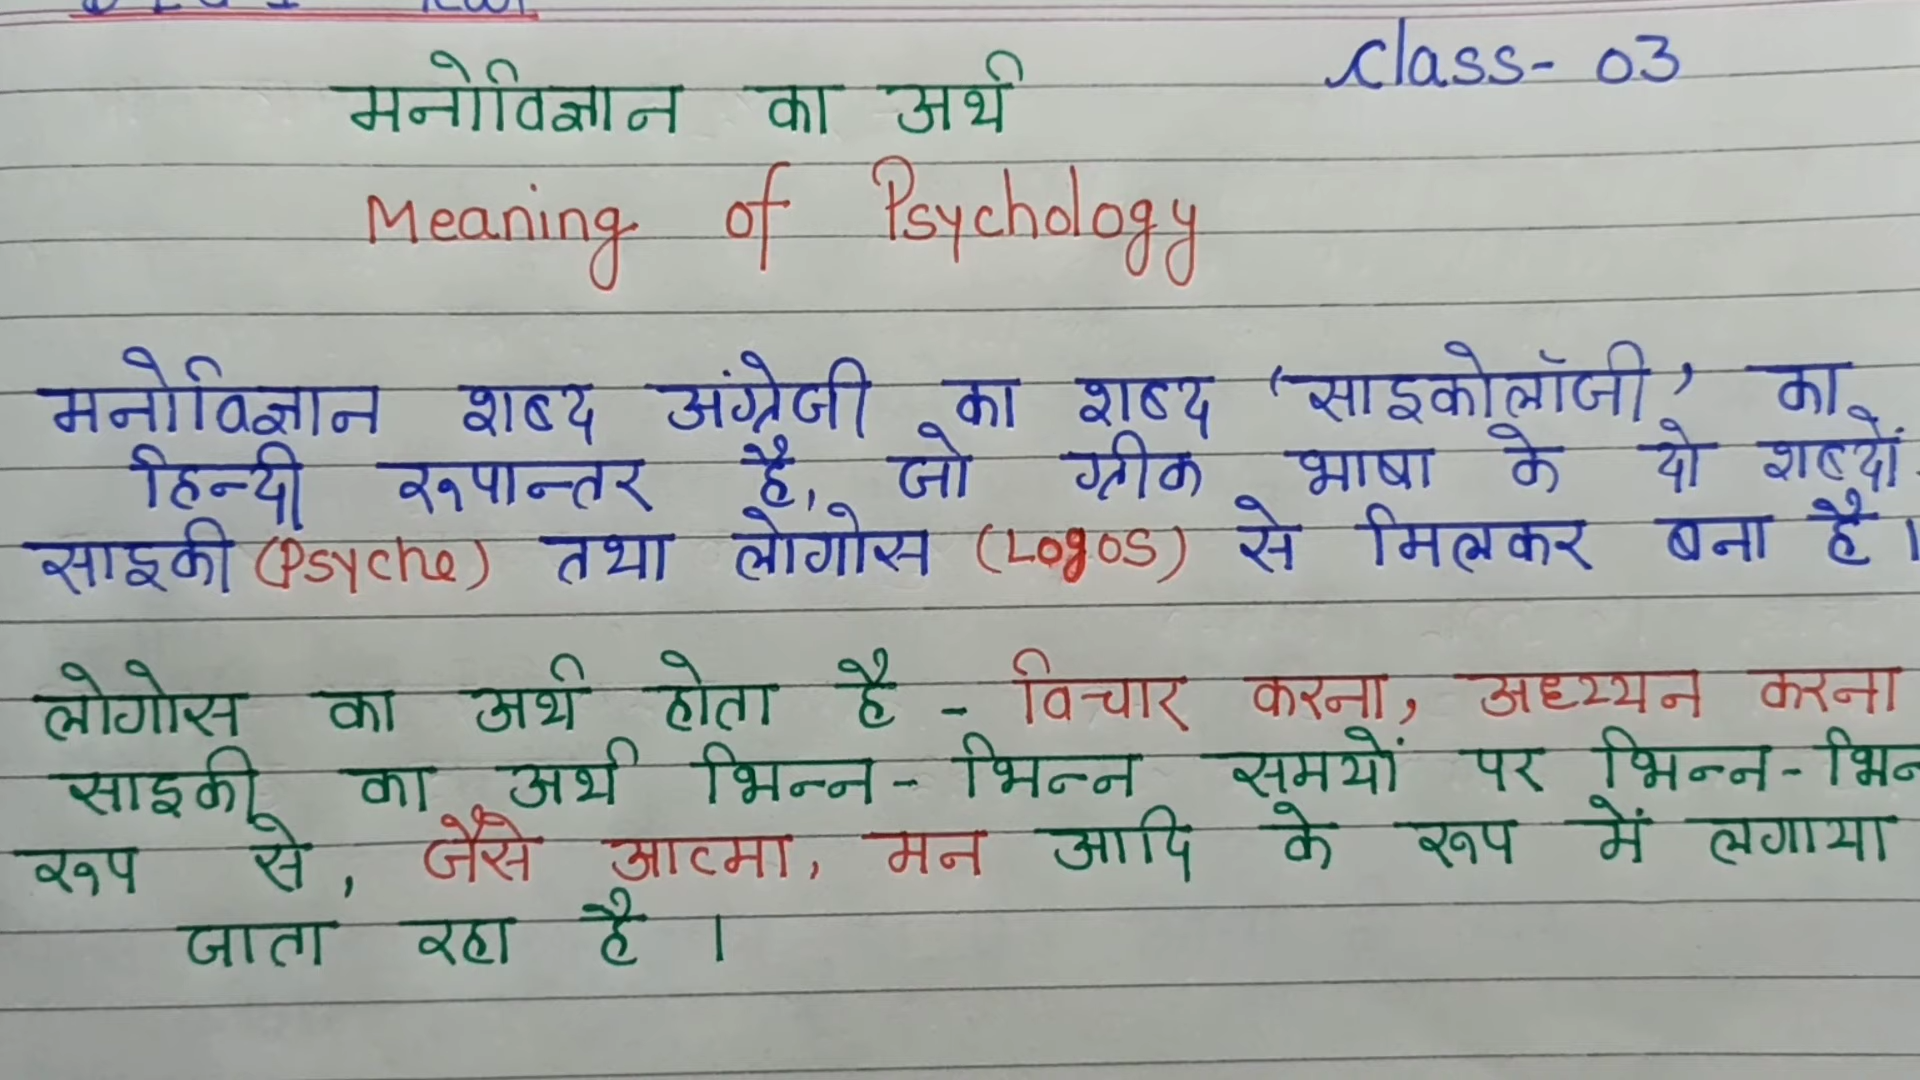 class- 03
मनोविज्ञान का अर्थ
Meaning of Psychology
मनोविज्ञान शब्द अंग्रेजी का शब्द ‘साइकोलॉजी’ का
हिन्दी रूपान्तर है, जो ग्रीक भाषा के दो शब्दों
साइकी (Psyche) तथा लोगोस (Logos) से मिलकर बना है।
लोगोस का अर्थ होता है - विचार करना, अध्ययन करना
साइकी का अर्थ भिन्न- भिन्न समयों पर भिन्न-भिन
रूप से, जैसे आत्मा, मन आदि के रूप में लगाया
जाता रहा है ।